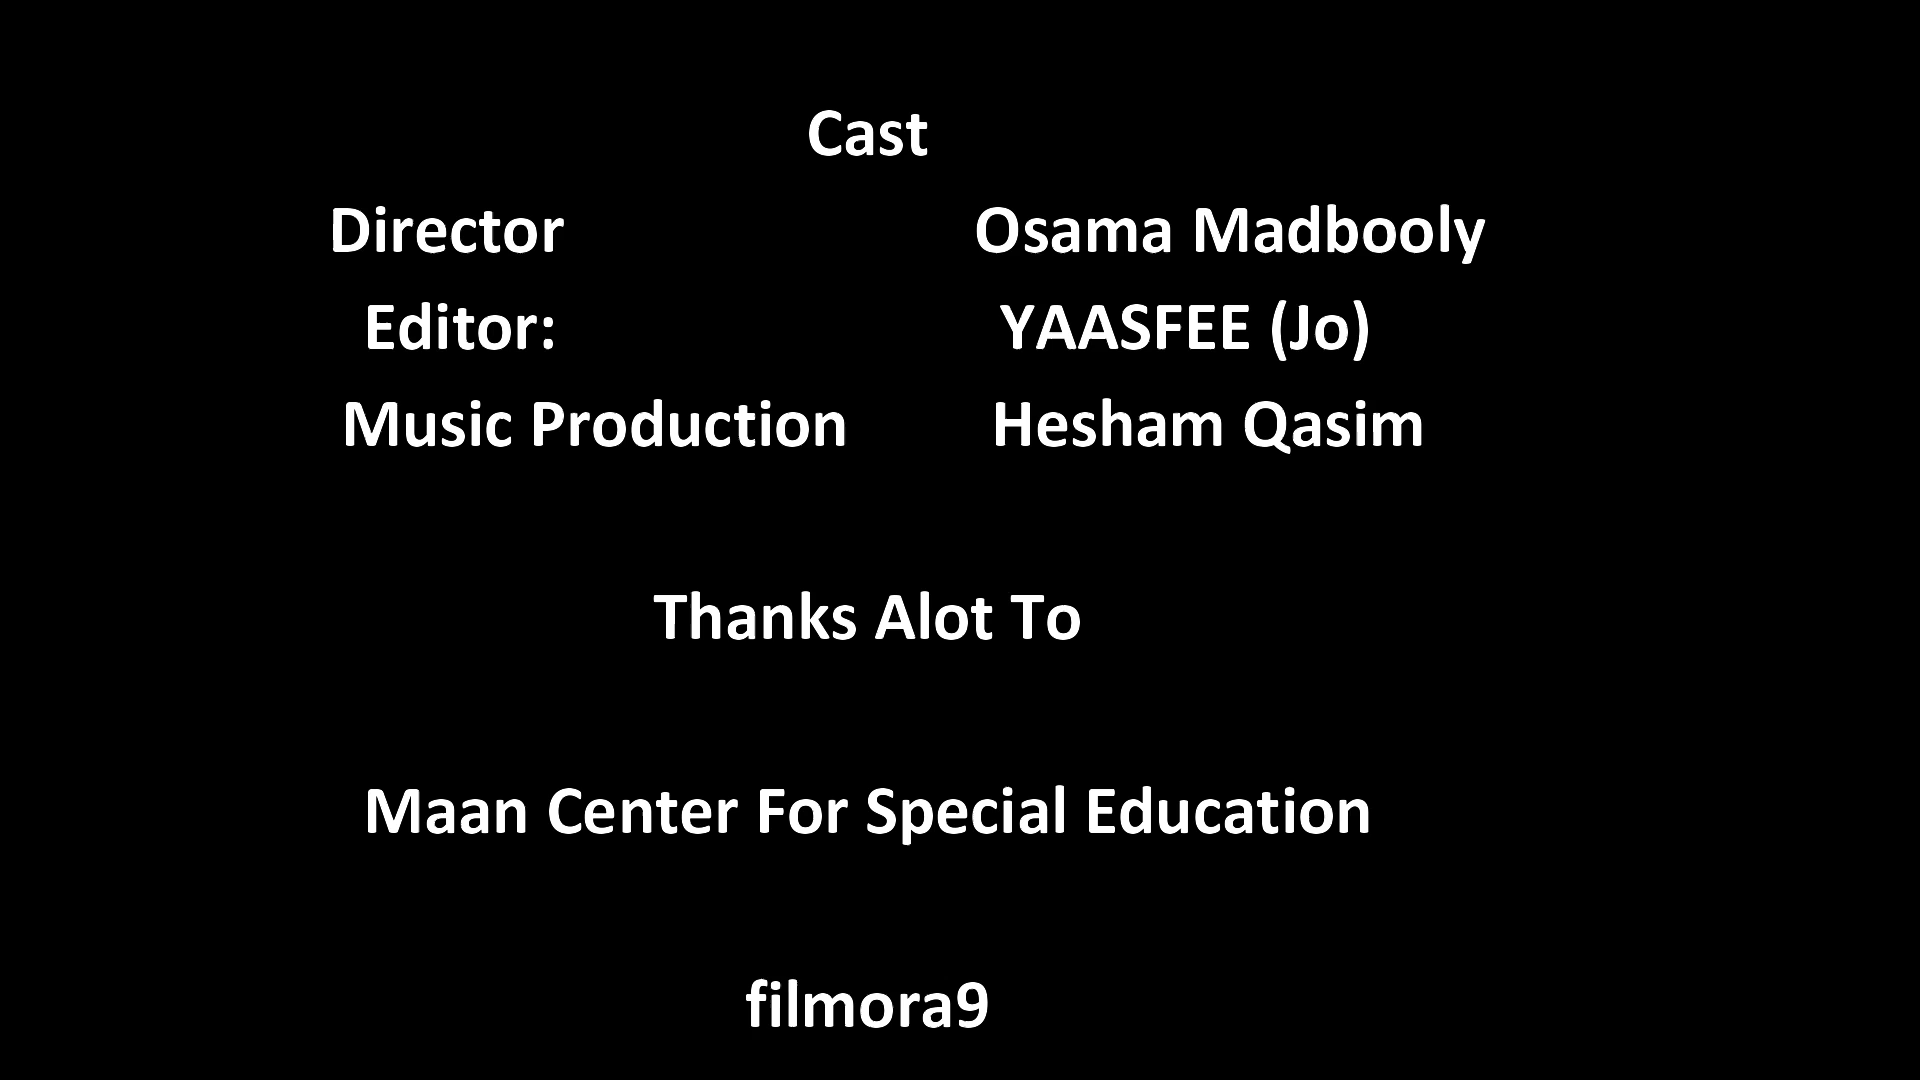 Cast
Director Osama Madbooly
Editor: YAASFEE (Jo)
Music Production Hesham Qasim
Thanks Alot To
Maan Center For Special Education
filmora9